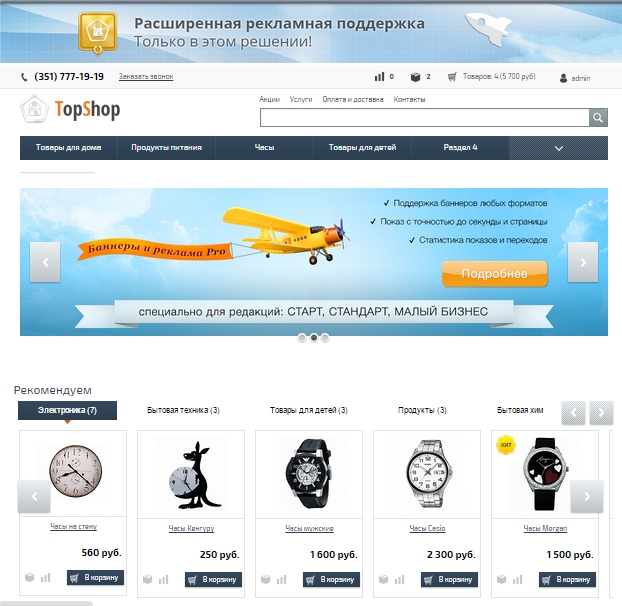 Расширенная рекламная поддержка
Только в этом решении!
(351) 777-19-19
Заказать звонок
0
2
Товаров: 4 (5 700 руб)
admin
TopShop
Акции Услуги Оплата и доставка Контакты
Товары для дома Продукты питания Часы Товары для детей Раздел 4
Поддержка баннеров любых форматов
Показ с точностью до секунды и страницы
Статистика показов и переходов
Баннеры и реклама Pro
Подробнее
специально для редакций: СТАРТ, СТАНДАРТ, МАЛЫЙ БИЗНЕС
Рекомендуем
Электроника (7) Бытовая техника (3) Товары для детей (3) Продукты (3) Бытовая хим
ХИТ
Часы на стену Часы Кенгуру Часы мужские Часы Casio Часы Morgan
560 руб. 250 руб. 1 600 руб. 2 300 руб. 1 500 руб.
В корзину В корзину В корзину В корзину В корзину